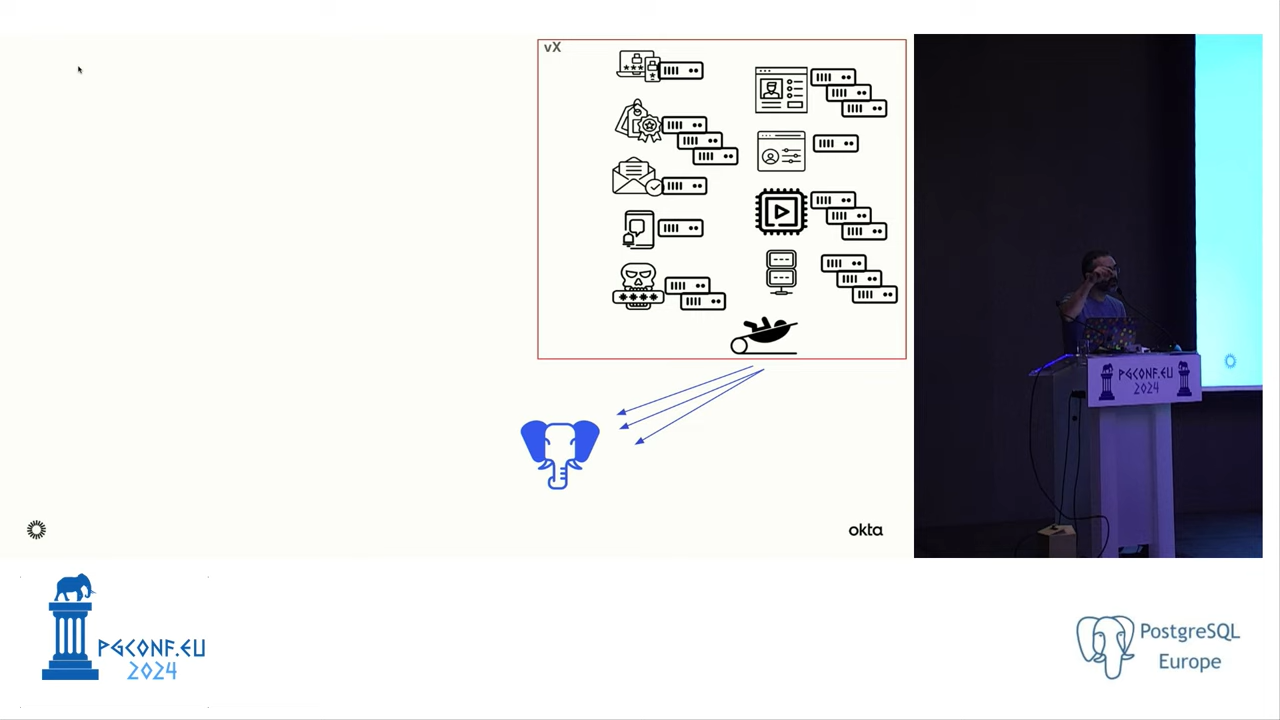 vX
okta
PGCONF.EU
2024
PGCONF.EU
2024
PostgreSQL
Europe